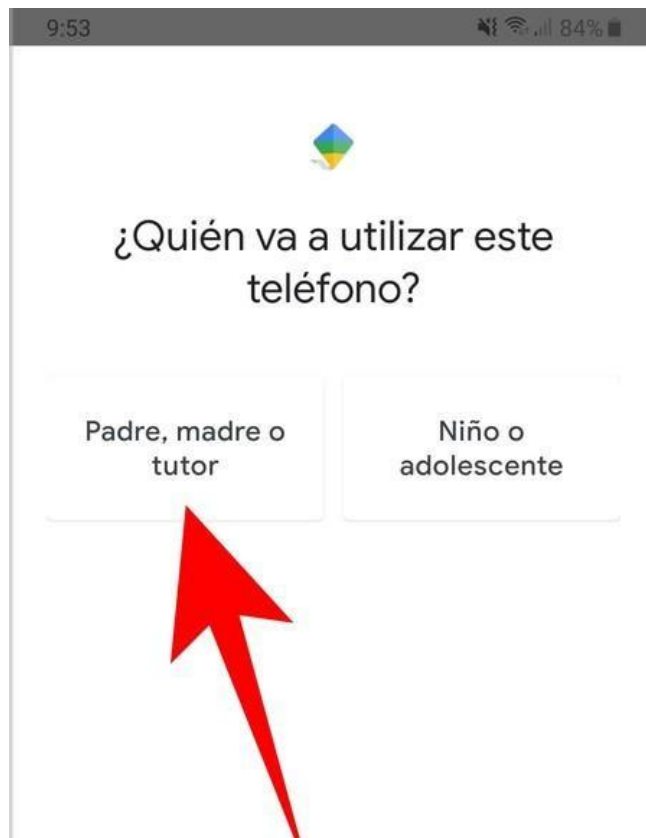 9:53 84%
¿Quién va a utilizar este
teléfono?
Padre, madre o
tutor
Niño o
adolescente